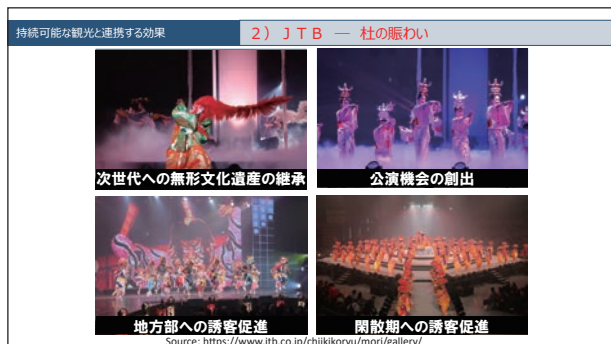 持続可能な観光と連携する効果
2) JTB ― 杜の賑わい
次世代への無形文化遺産の継承
公演機会の創出
地方部への誘客促進
閑散期への誘客促進
Source: https://www.jtb.co.jp/chiikikoryu/mori/gallery/